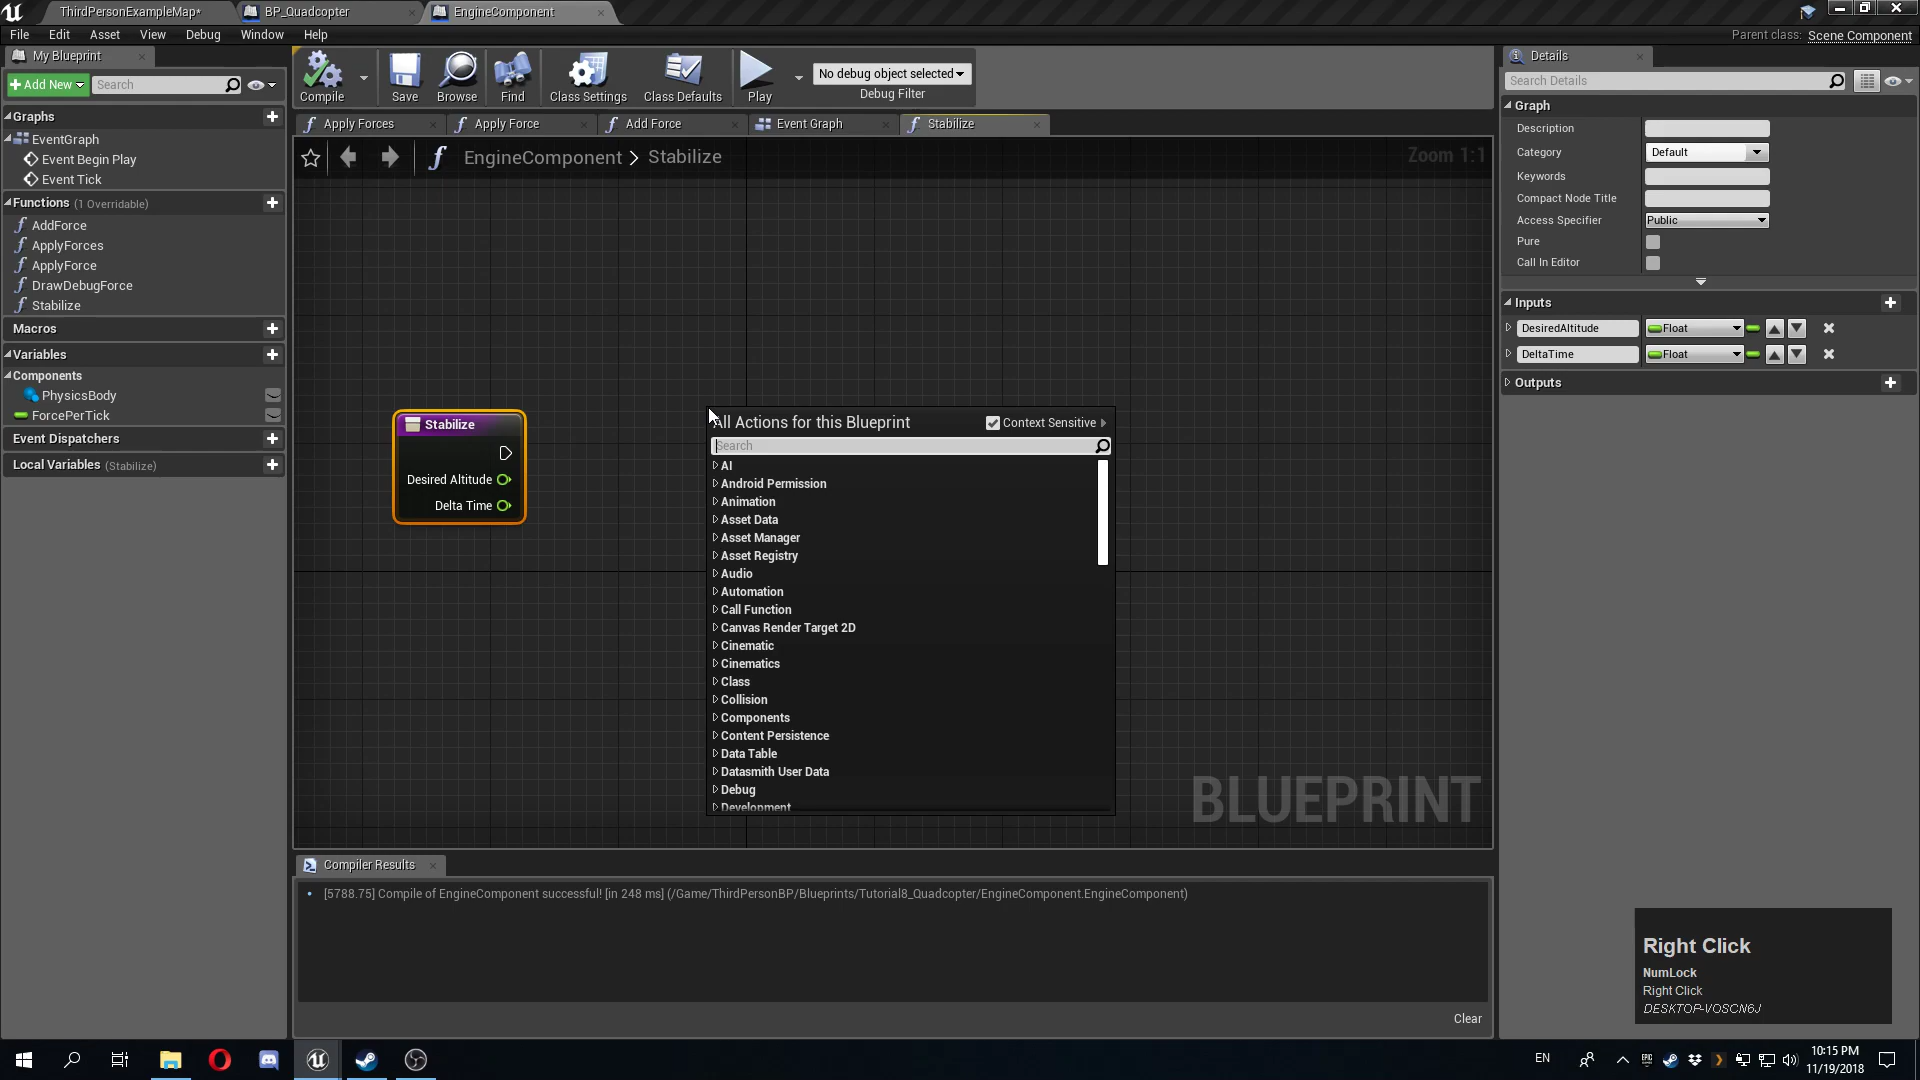 ThirdPersonExampleMap*
BP_Quadcopter
EngineComponent
File Edit Asset View Debug Window Help
Parent class: Scene Component
My Blueprint
Add New
Search
Graphs
EventGraph
Event Begin Play
Event Tick
Functions (1 Overridable)
AddForce
ApplyForces
ApplyForce
DrawDebugForce
Stabilize
Macros
Variables
Components
PhysicsBody
ForcePerTick
Event Dispatchers
Local Variables (Stabilize)
Compile
Save
Browse
Find
Class Settings
Class Defaults
Play
No debug object selected
Debug Filter
Apply Forces
Apply Force
Add Force
Event Graph
Stabilize
EngineComponent > Stabilize
Zoom 1:1
Stabilize
Desired Altitude
Delta Time
All Actions for this Blueprint
Context Sensitive
Search
AI
Android Permission
Animation
Asset Data
Asset Manager
Asset Registry
Audio
Automation
Call Function
Canvas Render Target 2D
Cinematic
Cinematics
Class
Collision
Components
Content Persistence
Data Table
Datasmith User Data
Debug
Development
BLUEPRINT
Compiler Results
[5788.75] Compile of EngineComponent successful! [in 248 ms] (/Game/ThirdPersonBP/Blueprints/Tutorial8_Quadcopter/EngineComponent.EngineComponent)
Clear
Details
Search Details
Graph
Description
Category
Default
Keywords
Compact Node Title
Access Specifier
Public
Pure
Call In Editor
Inputs
DesiredAltitude
Float
DeltaTime
Float
Outputs
Right Click
NumLock
Right Click
DESKTOP-VOSCN6J
EN
10:15 PM
11/19/2018